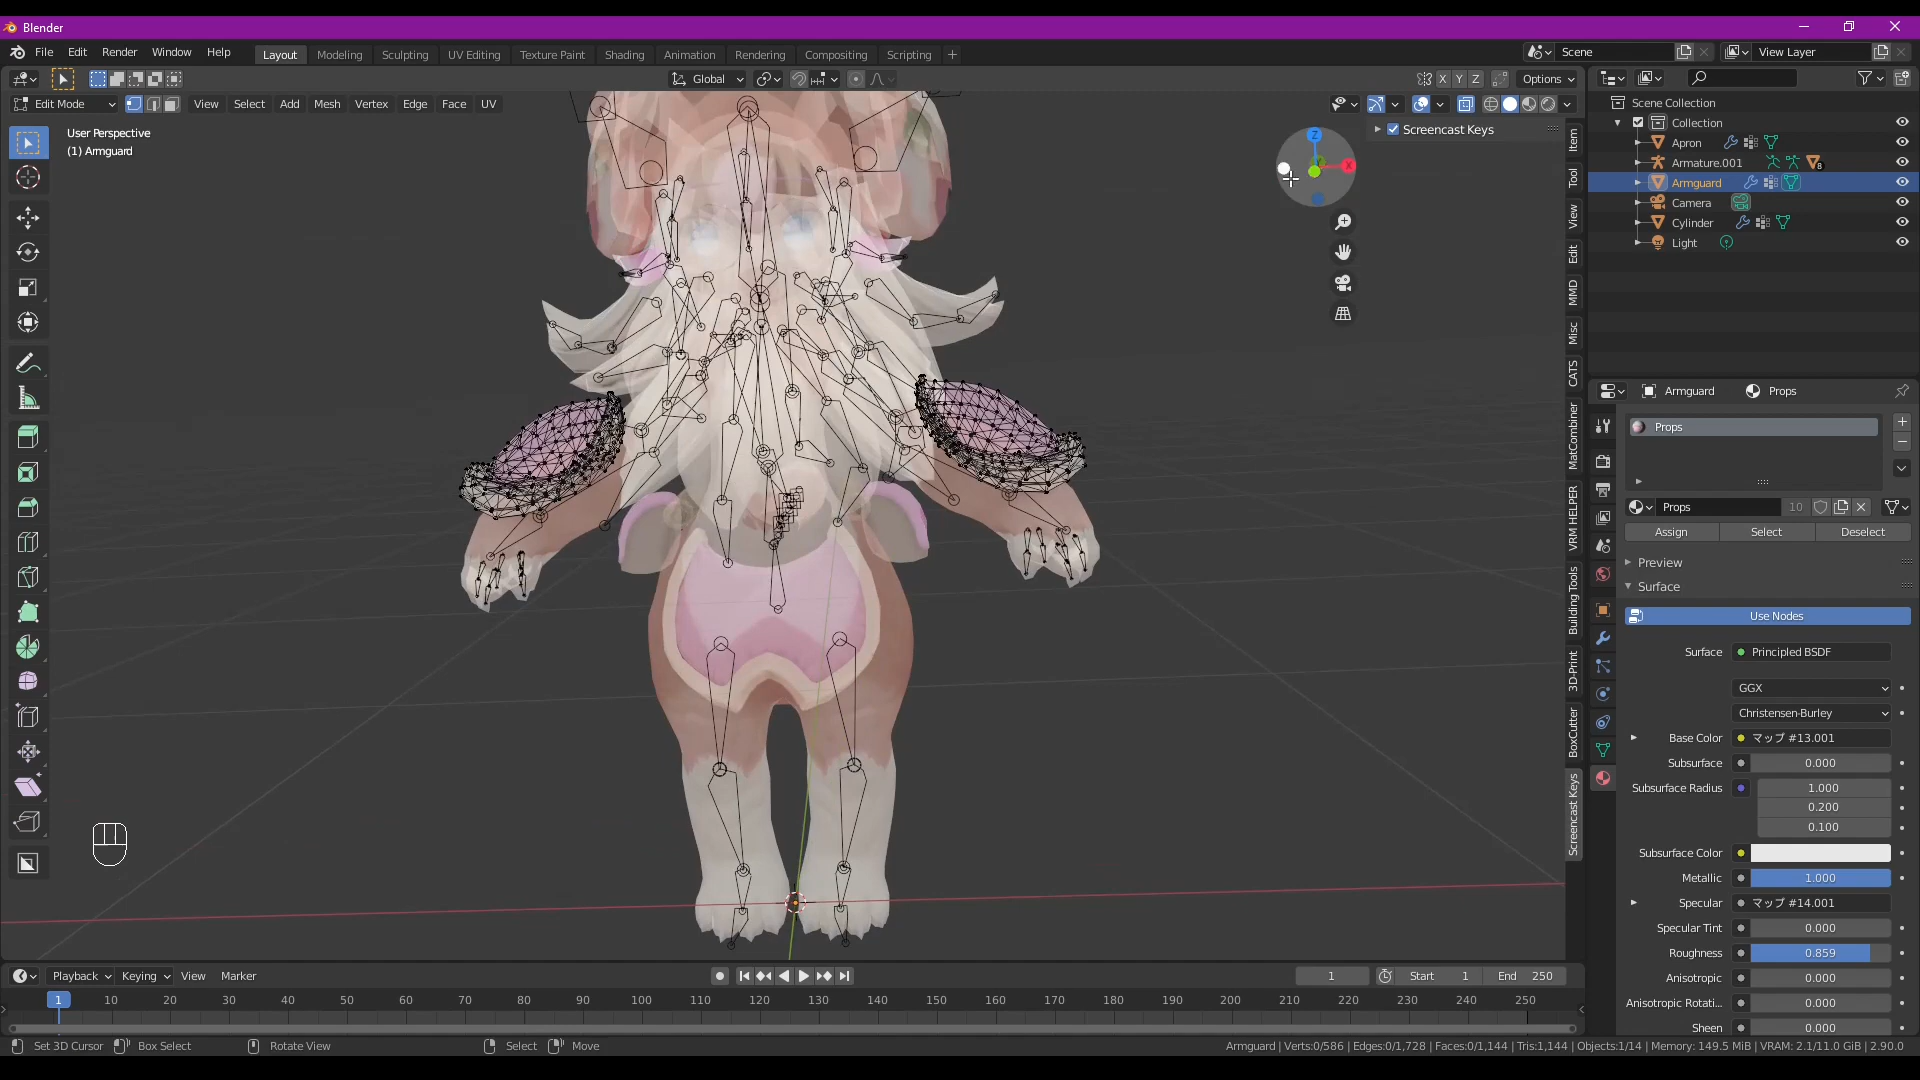 Blender
File Edit Render Window Help Layout Modeling Sculpting UV Editing Texture Paint Shading Animation Rendering Compositing Scripting + Scene View Layer
Global X Y Z Options
Edit Mode View Select Add Mesh Vertex Edge Face UV
User Perspective
(1) Armguard
Z
X
Screencast Keys
Item
Tool
View
Edit
MMD
Misc
CATS
MatCombiner
VRM HELPER
Building Tools
3D-Print
BoxCutter
Screencast Keys
Scene Collection
Collection
Apron
Armature.001 8
Armguard
Camera
Cylinder
Light
Armguard Props
Props
Props 10
Assign Select Deselect
Preview
Surface
Use Nodes
Surface Principled BSDF
GGX
Christensen-Burley
Base Color マップ #13.001
Subsurface 0.000
Subsurface Radius 1.000
0.200
0.100
Subsurface Color
Metallic 1.000
Specular マップ #14.001
Specular Tint 0.000
Roughness 0.859
Anisotropic 0.000
Anisotropic Rotati... 0.000
Sheen 0.000
Playback Keying View Marker 1 Start 1 End 250
1 10 20 30 40 50 60 70 80 90 100 110 120 130 140 150 160 170 180 190 200 210 220 230 240 250
Set 3D Cursor Box Select Rotate View Select Move Armguard | Verts:0/586 | Edges:0/1,728 | Faces:0/1,144 | Tris:1,144 | Objects:1/14 | Memory: 149.5 MiB | VRAM: 2.1/11.0 GiB | 2.90.0